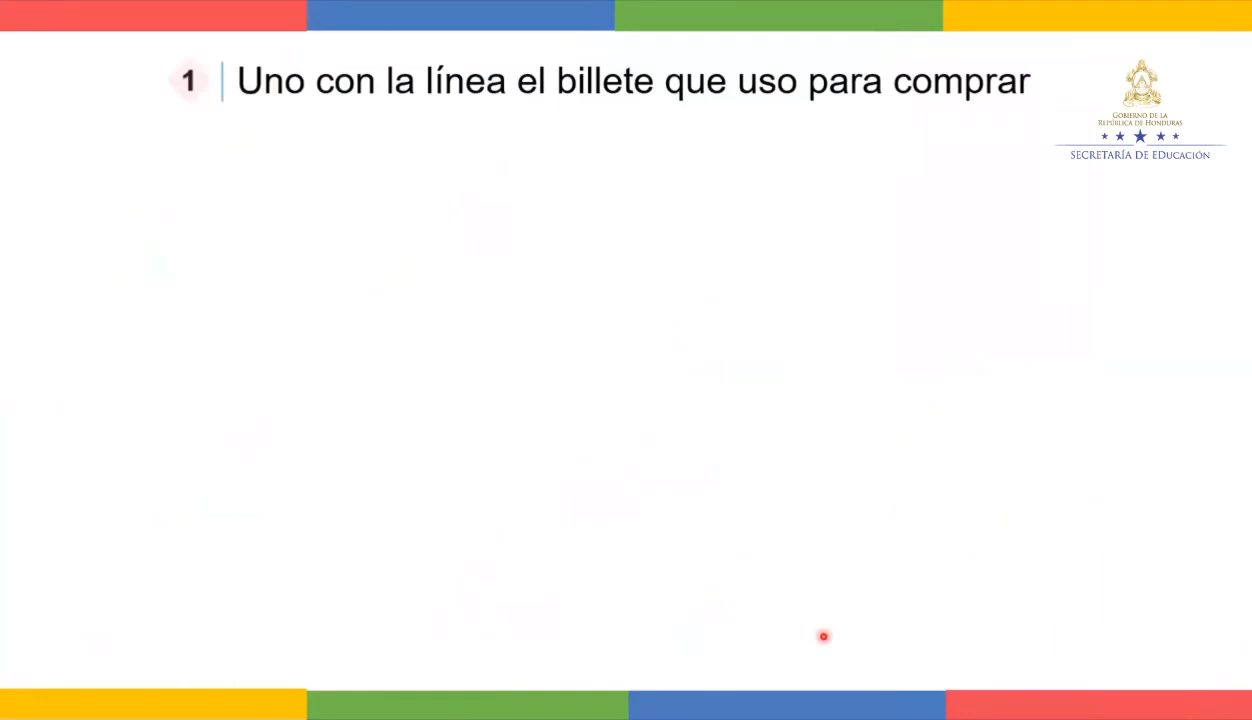 1 Uno con la línea el billete que uso para comprar
GOBIERNO DE LA
REPÚBLICA DE HONDURAS
SECRETARÍA DE EDUCACIÓN